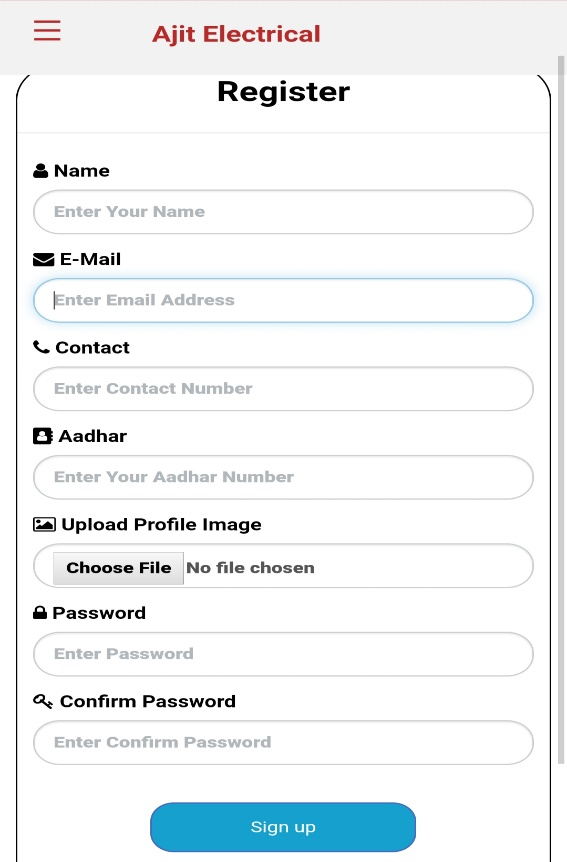 Ajit Electrical
Register
Name
Enter Your Name
E-Mail
Enter Email Address
Contact
Enter Contact Number
Aadhar
Enter Your Aadhar Number
Upload Profile Image
Choose File No file chosen
Password
Enter Password
Confirm Password
Enter Confirm Password
Sign up